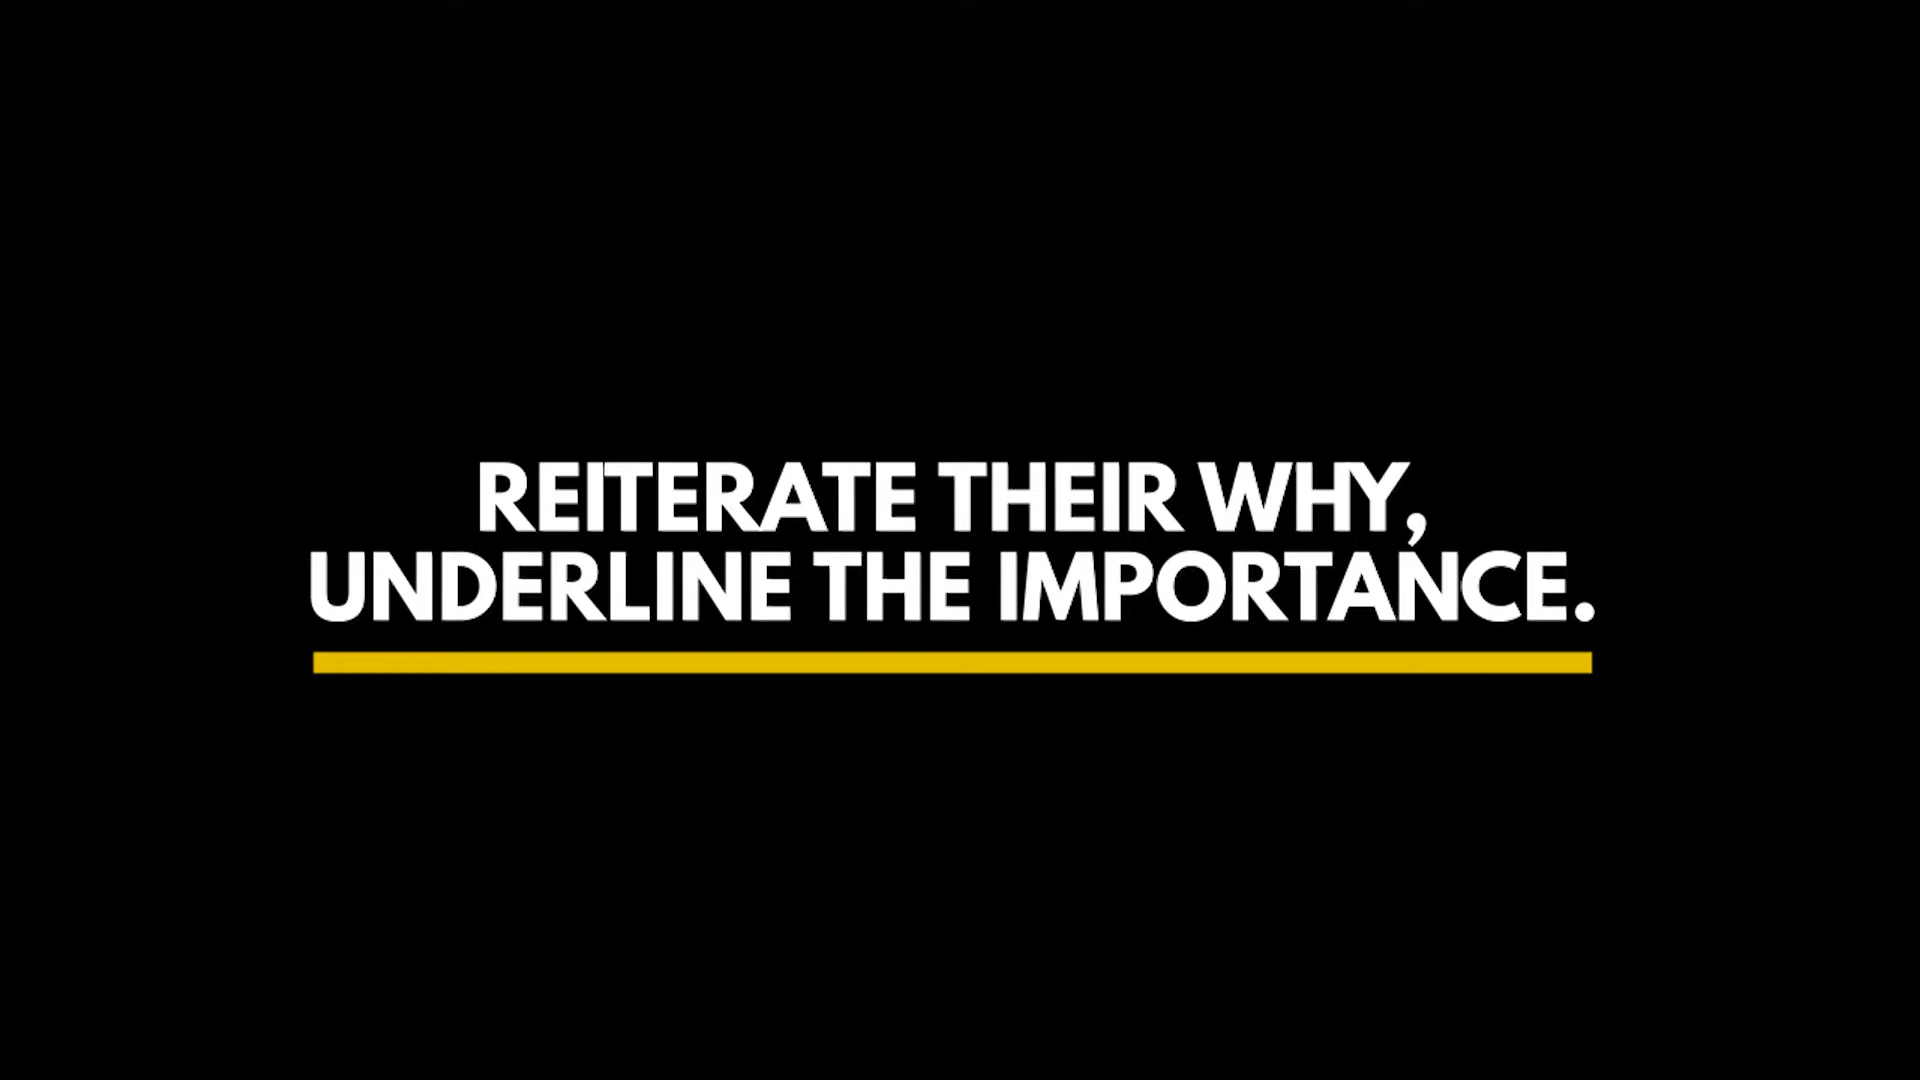 REITERATE THEIR WHY,
UNDERLINE THE IMPORTANCE.